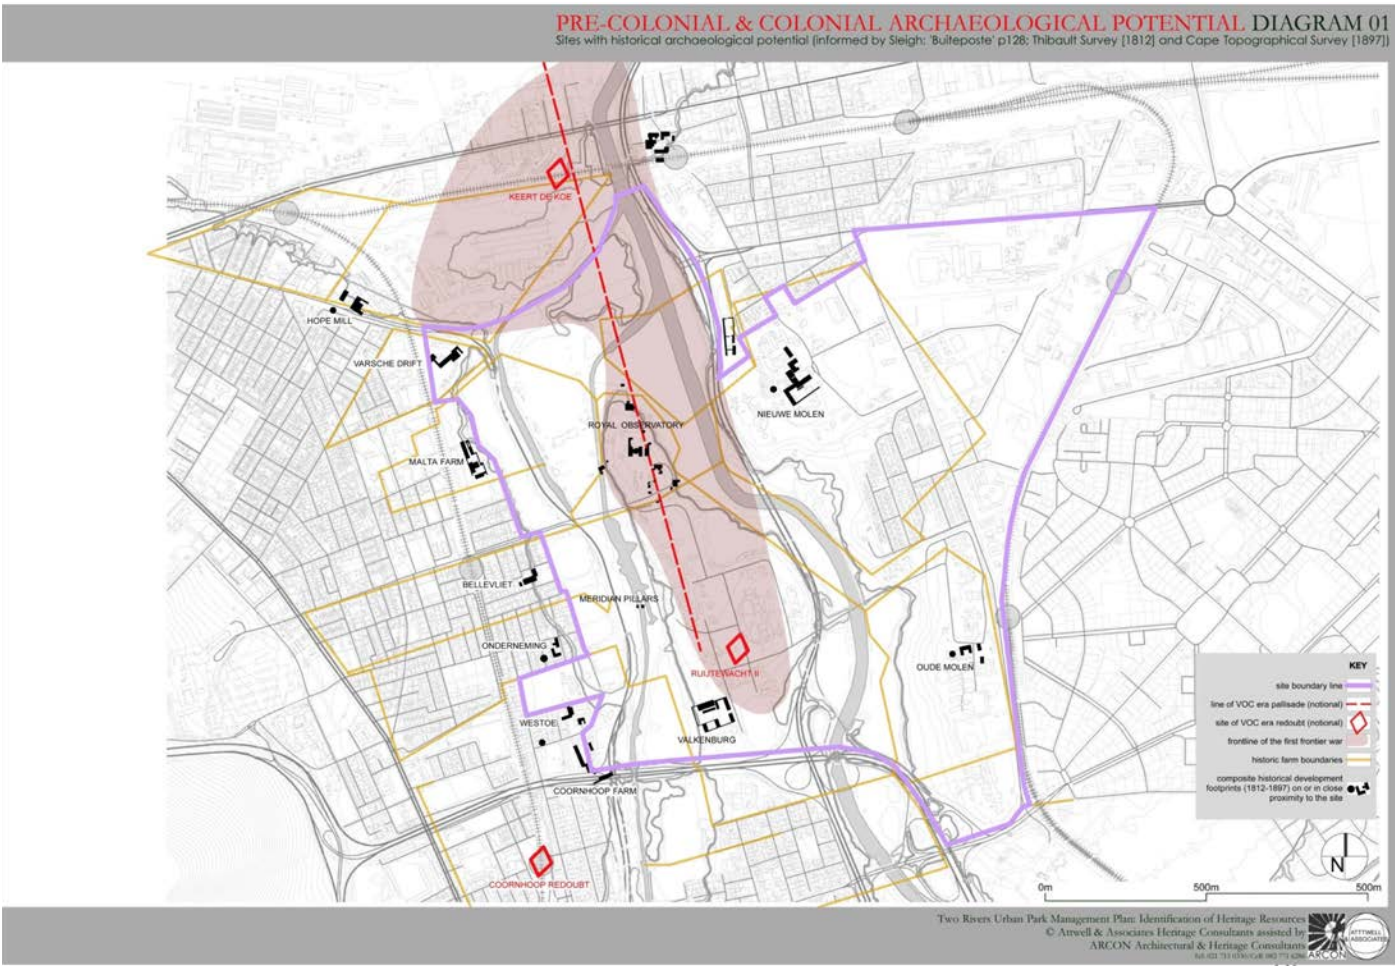 PRE-COLONIAL & COLONIAL ARCHAEOLOGICAL POTENTIAL DIAGRAM 01
Sites with historical archaeological potential (informed by Sleigh: 'Buiteposte' p128; Thibault Survey [1812] and Cape Topographical Survey [1897])
KEERT DE KOE
HOPE MILL
VARSCHE DRIFT
NIEUWE MOLEN
ROYAL OBSERVATORY
MALTA FARM
BELLEVLIET
MERIDIAN PILLARS
ONDERNEMING
OUDE MOLEN
RUIJTEWACHT II
WESTOE
VALKENBURG
COORNHOOP FARM
COORNHOOP REDOUBT
KEY
site boundary line
line of VOC era pallisade (notional)
site of VOC era redoubt (notional)
frontline of the first frontier war
historic farm boundaries
composite historical development
footprints (1812-1897) on or in close
proximity to the site
N
0m 500m 500m
Two Rivers Urban Park Management Plan: Identification of Heritage Resources
© Attwell & Associates Heritage Consultants assisted by
ARCON Architectural & Heritage Consultants
ARCON
ATTTWELL
& ASSOCIATES